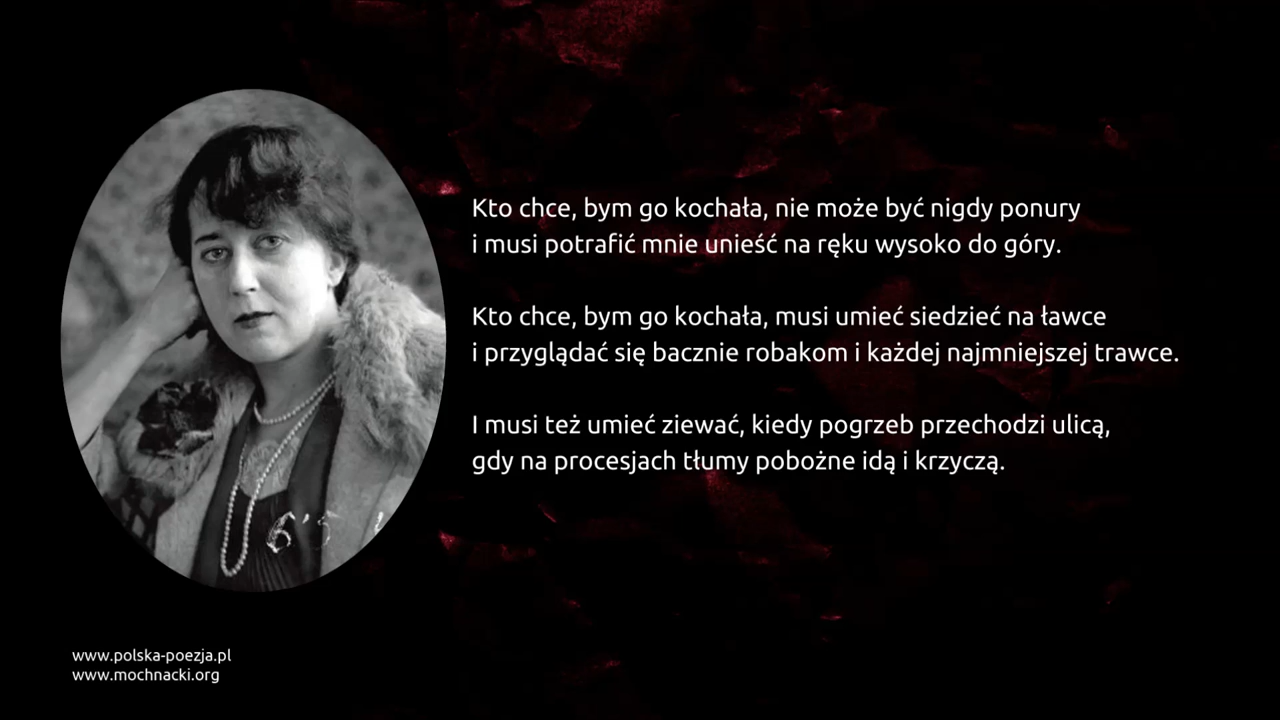 Kto chce, bym go kochała, nie może być nigdy ponury
i musi potrafić mnie unieść na ręku wysoko do góry.
Kto chce, bym go kochała, musi umieć siedzieć na ławce
i przyglądać się bacznie robakom i każdej najmniejszej trawce.
I musi też umieć ziewać, kiedy pogrzeb przechodzi ulicą,
gdy na procesjach tłumy pobożne idą i krzyczą.
www.polska-poezja.pl
www.mochnacki.org